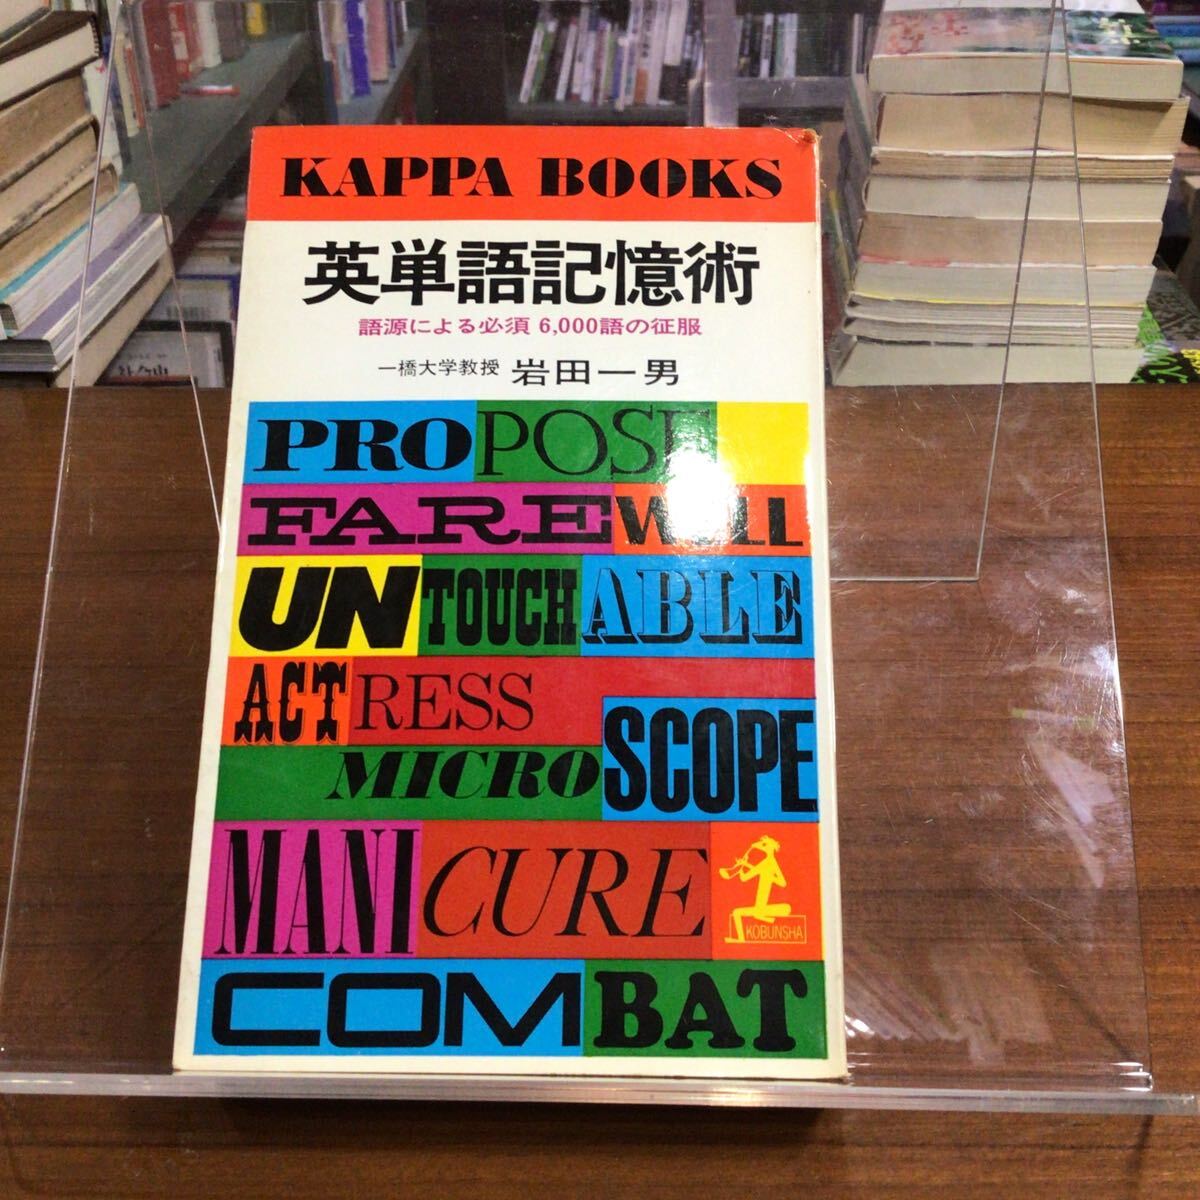 KAPPA BOOKS
英単語記憶術
語源による必須 6,000語の征服
一橋大学教授 岩田一男
PROPOSE
FAREWELL
UNTOUCHABLE
ACTRESS
MICROSCOPE
MANICURE
KOBUNSHA
COMBAT